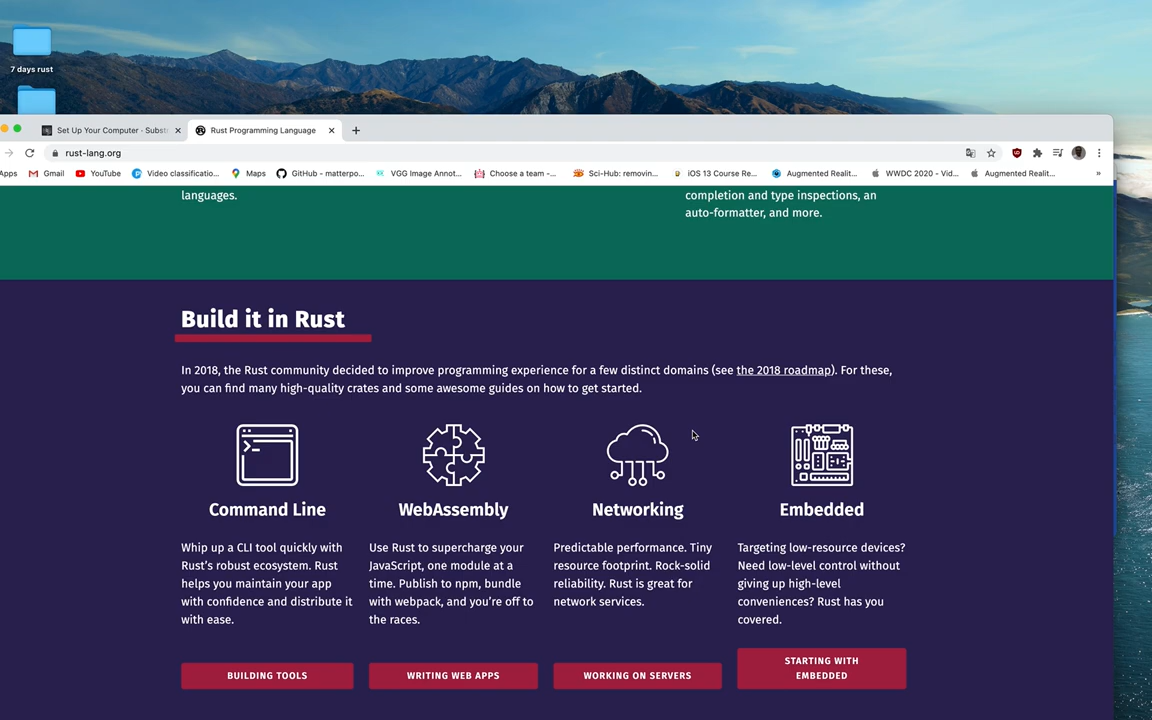 7 days rust
Set Up Your Computer · Subst
Rust Programming Language
rust-lang.org
Apps
Gmail
YouTube
Video classificatio...
Maps
GitHub - matterpo...
VGG Image Annot...
Choose a team -...
Sci-Hub: removin...
iOS 13 Course Re...
Augmented Realit...
WWDC 2020 - Vid...
Augmented Realit...
»
languages.
completion and type inspections, an
auto-formatter, and more.
Build it in Rust
In 2018, the Rust community decided to improve programming experience for a few distinct domains (see the 2018 roadmap). For these,
you can find many high-quality crates and some awesome guides on how to get started.
Command Line
Whip up a CLI tool quickly with
Rust's robust ecosystem. Rust
helps you maintain your app
with confidence and distribute it
with ease.
BUILDING TOOLS
WebAssembly
Use Rust to supercharge your
JavaScript, one module at a
time. Publish to npm, bundle
with webpack, and you're off to
the races.
WRITING WEB APPS
Networking
Predictable performance. Tiny
resource footprint. Rock-solid
reliability. Rust is great for
network services.
WORKING ON SERVERS
Embedded
Targeting low-resource devices?
Need low-level control without
giving up high-level
conveniences? Rust has you
covered.
STARTING WITH
EMBEDDED